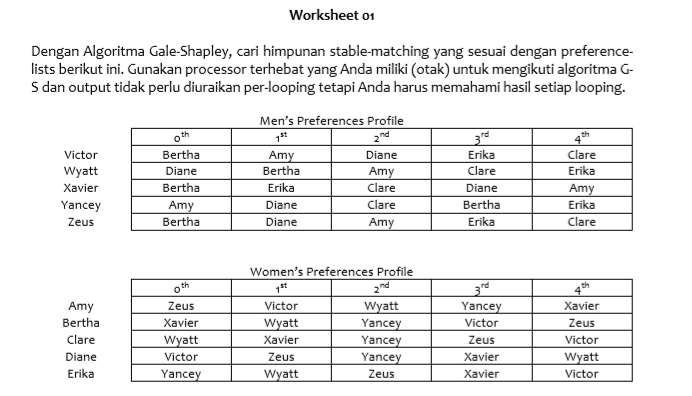 Worksheet 01
Dengan Algoritma Gale-Shapley, cari himpunan stable-matching yang sesuai dengan preference-
lists berikut ini. Gunakan processor terhebat yang Anda miliki (otak) untuk mengikuti algoritma G-
S dan output tidak perlu diuraikan per-looping tetapi Anda harus memahami hasil setiap looping.
Men's Preferences Profile
0th 1st 2nd 3rd 4th
Victor Bertha Amy Diane Erika Clare
Wyatt Diane Bertha Amy Clare Erika
Xavier Bertha Erika Clare Diane Amy
Yancey Amy Diane Clare Bertha Erika
Zeus Bertha Diane Amy Erika Clare
Women's Preferences Profile
0th 1st 2nd 3rd 4th
Amy Zeus Victor Wyatt Yancey Xavier
Bertha Xavier Wyatt Yancey Victor Zeus
Clare Wyatt Xavier Yancey Zeus Victor
Diane Victor Zeus Yancey Xavier Wyatt
Erika Yancey Wyatt Zeus Xavier Victor